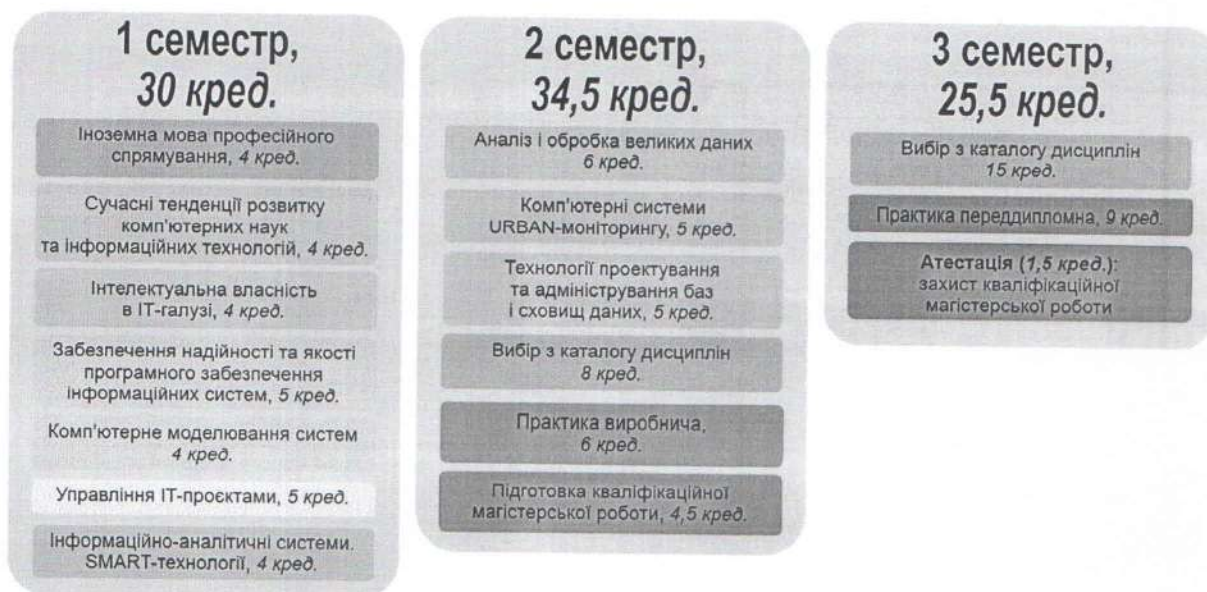 1 семестр,
30 кред.
Іноземна мова професійного
спрямування, 4 кред.
Сучасні тенденції розвитку
комп'ютерних наук
та інформаційних технологій, 4 кред.
Інтелектуальна власність
в ІТ-галузі, 4 кред.
Забезпечення надійності та якості
програмного забезпечення
інформаційних систем, 5 кред.
Комп'ютерне моделювання систем
4 кред.
Управління ІТ-проєктами, 5 кред.
Інформаційно-аналітичні системи.
SMART-технології, 4 кред.
2 семестр,
34,5 кред.
Аналіз і обробка великих даних
6 кред.
Комп'ютерні системи
URBAN-моніторингу, 5 кред.
Технології проектування
та адміністрування баз
і сховищ даних, 5 кред.
Вибір з каталогу дисциплін
8 кред.
Практика виробнича,
6 кред.
Підготовка кваліфікаційної
магістерської роботи, 4,5 кред.
3 семестр,
25,5 кред.
Вибір з каталогу дисциплін
15 кред.
Практика переддипломна, 9 кред.
Атестація (1,5 кред.):
захист кваліфікаційної
магістерської роботи